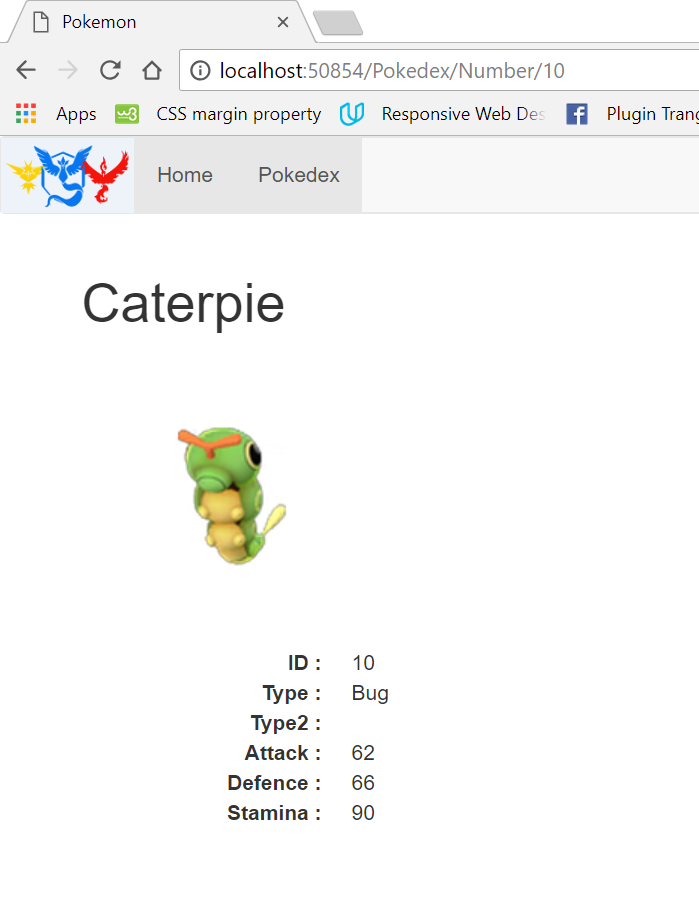 Pokemon
localhost:50854/Pokedex/Number/10
Apps w3 CSS margin property Responsive Web Des f Plugin Trang
Home Pokedex
Caterpie
ID : 10
Type : Bug
Type2 :
Attack : 62
Defence : 66
Stamina : 90